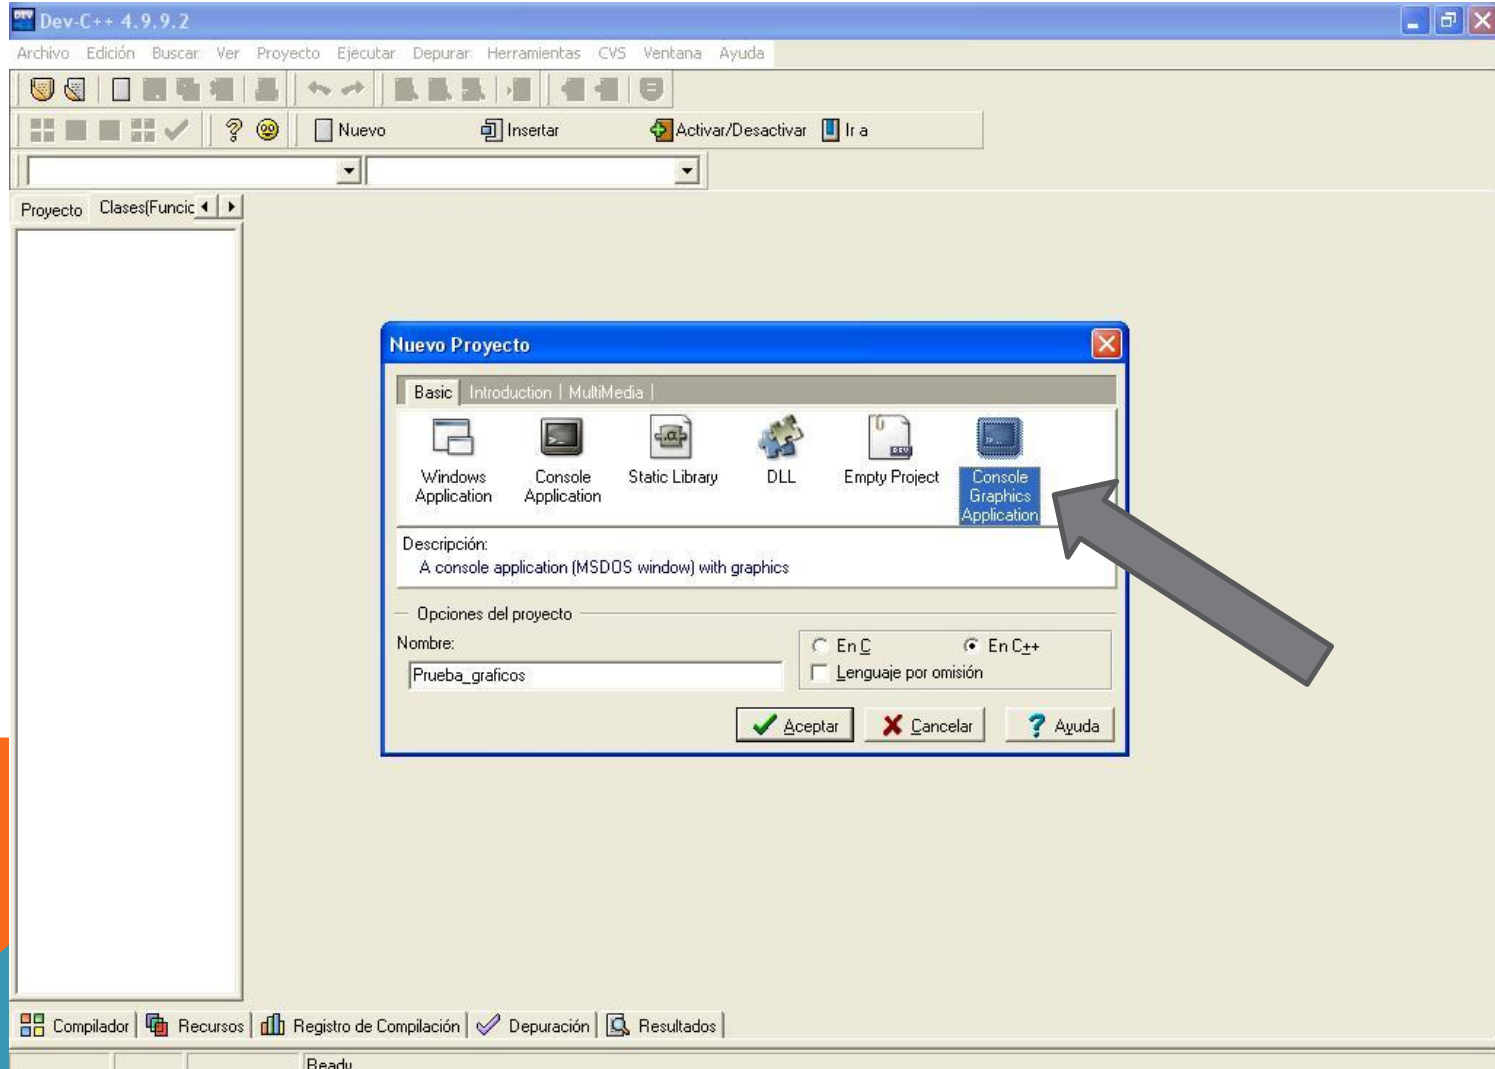 Dev-C++ 4.9.9.2
Archivo Edición Buscar Ver Proyecto Ejecutar Depurar Herramientas CVS Ventana Ayuda
Nuevo Insertar Activar/Desactivar Ir a
Proyecto Clases(Funcic
Nuevo Proyecto
Basic Introduction MultiMedia
Windows Application
Console Application
Static Library
DLL
Empty Project
Console Graphics Application
Descripción:
A console application (MSDOS window) with graphics
Opciones del proyecto
Nombre:
En C En C++
Prueba_graficos
Lenguaje por omisión
Aceptar Cancelar Ayuda
Compilador Recursos Registro de Compilación Depuración Resultados
Ready